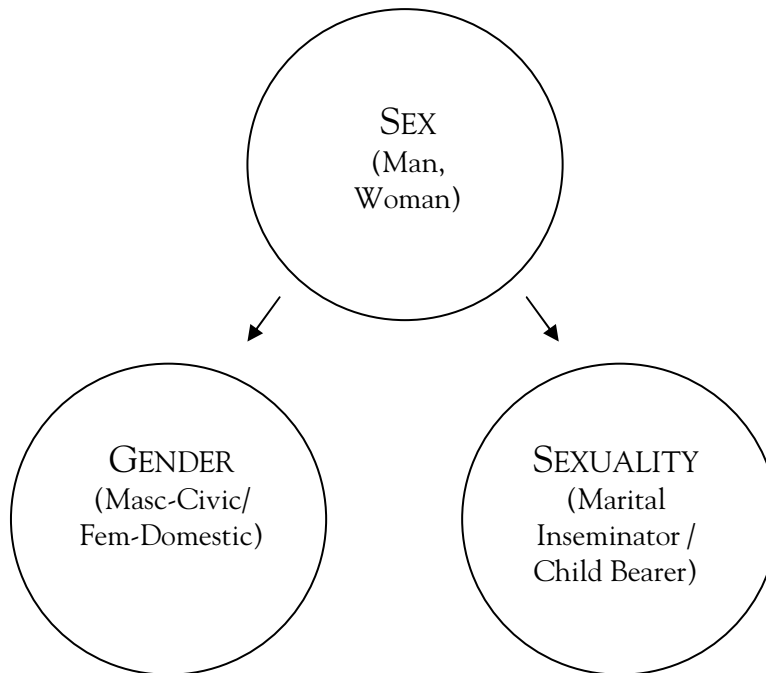 SEX
(Man,
Woman)
GENDER
(Masc-Civic/
Fem-Domestic)
SEXUALITY
(Marital
Inseminator /
Child Bearer)